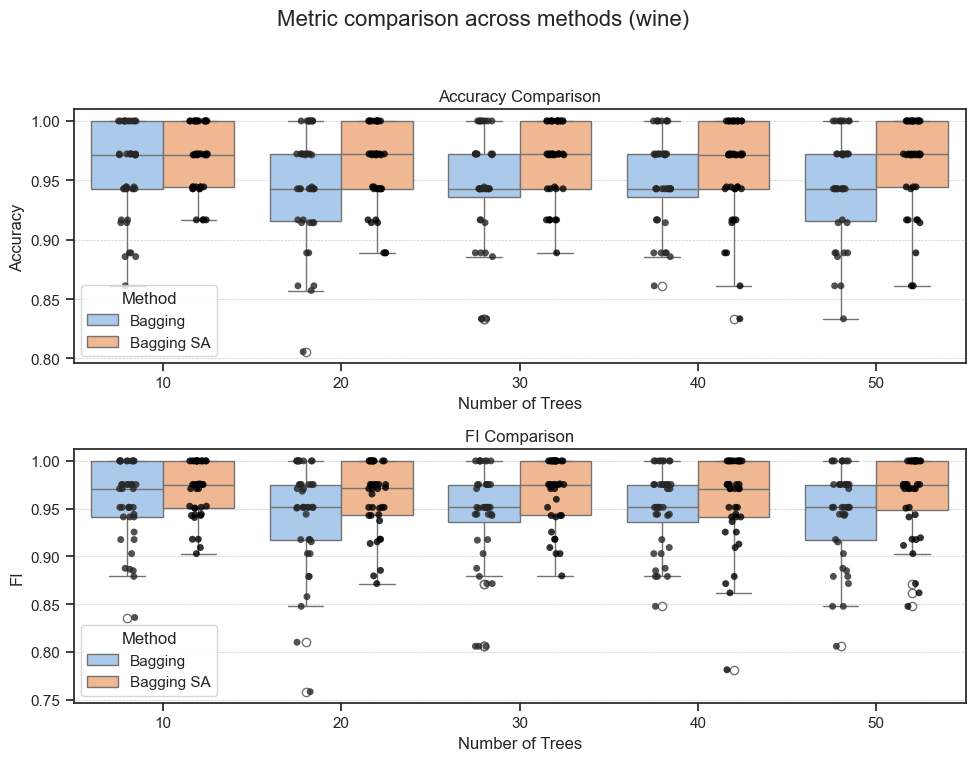 Metric comparison across methods (wine)
Accuracy Comparison
Accuracy
1.00
0.95
0.90
0.85
0.80
Method
Bagging
Bagging SA
10
20
30
40
50
Number of Trees
FI Comparison
FI
1.00
0.95
0.90
0.85
0.80
0.75
Method
Bagging
Bagging SA
10
20
30
40
50
Number of Trees